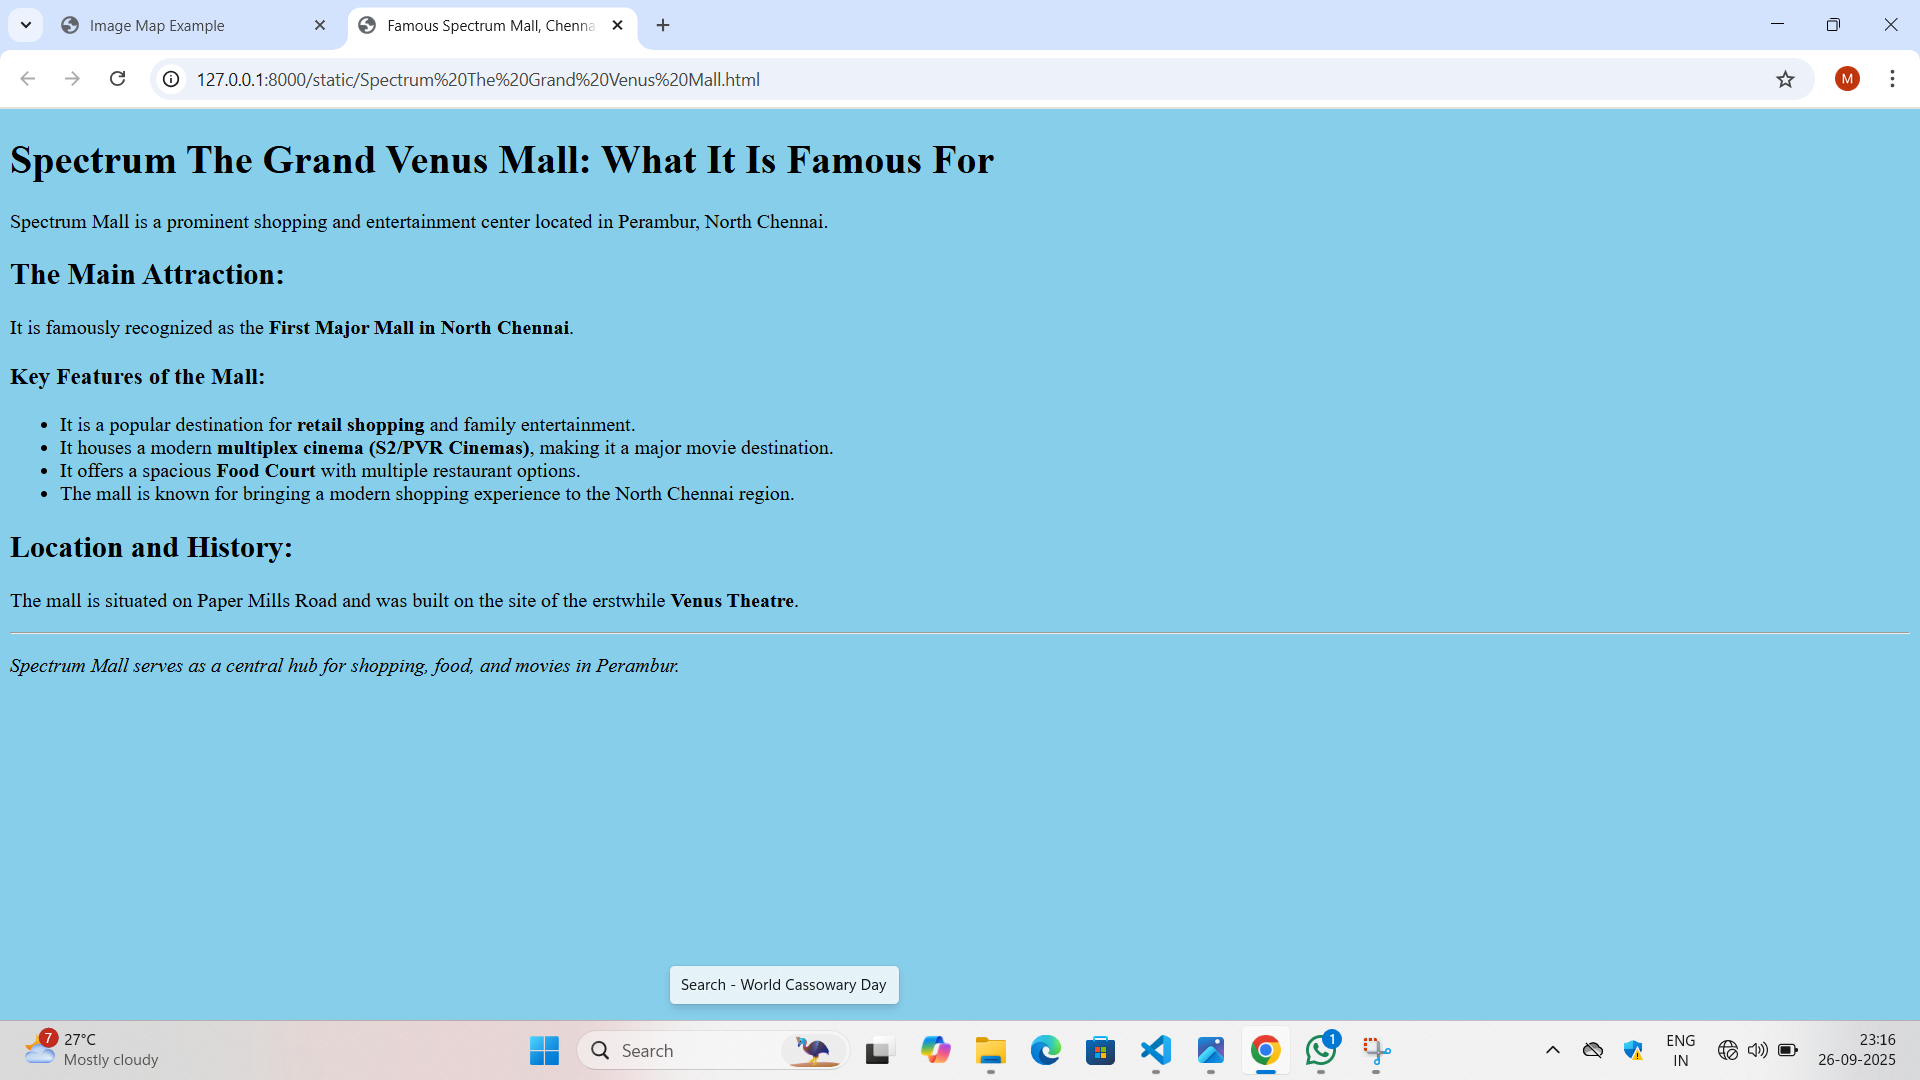 Image Map Example
Famous Spectrum Mall, Chenna
127.0.0.1:8000/static/Spectrum%20The%20Grand%20Venus%20Mall.html
M
Spectrum The Grand Venus Mall: What It Is Famous For
Spectrum Mall is a prominent shopping and entertainment center located in Perambur, North Chennai.
The Main Attraction:
It is famously recognized as the First Major Mall in North Chennai.
Key Features of the Mall:
• It is a popular destination for retail shopping and family entertainment.
• It houses a modern multiplex cinema (S2/PVR Cinemas), making it a major movie destination.
• It offers a spacious Food Court with multiple restaurant options.
• The mall is known for bringing a modern shopping experience to the North Chennai region.
Location and History:
The mall is situated on Paper Mills Road and was built on the site of the erstwhile Venus Theatre.
Spectrum Mall serves as a central hub for shopping, food, and movies in Perambur.
Search - World Cassowary Day
7
27°C
Mostly cloudy
Search
1
ENG
IN
23:16
26-09-2025